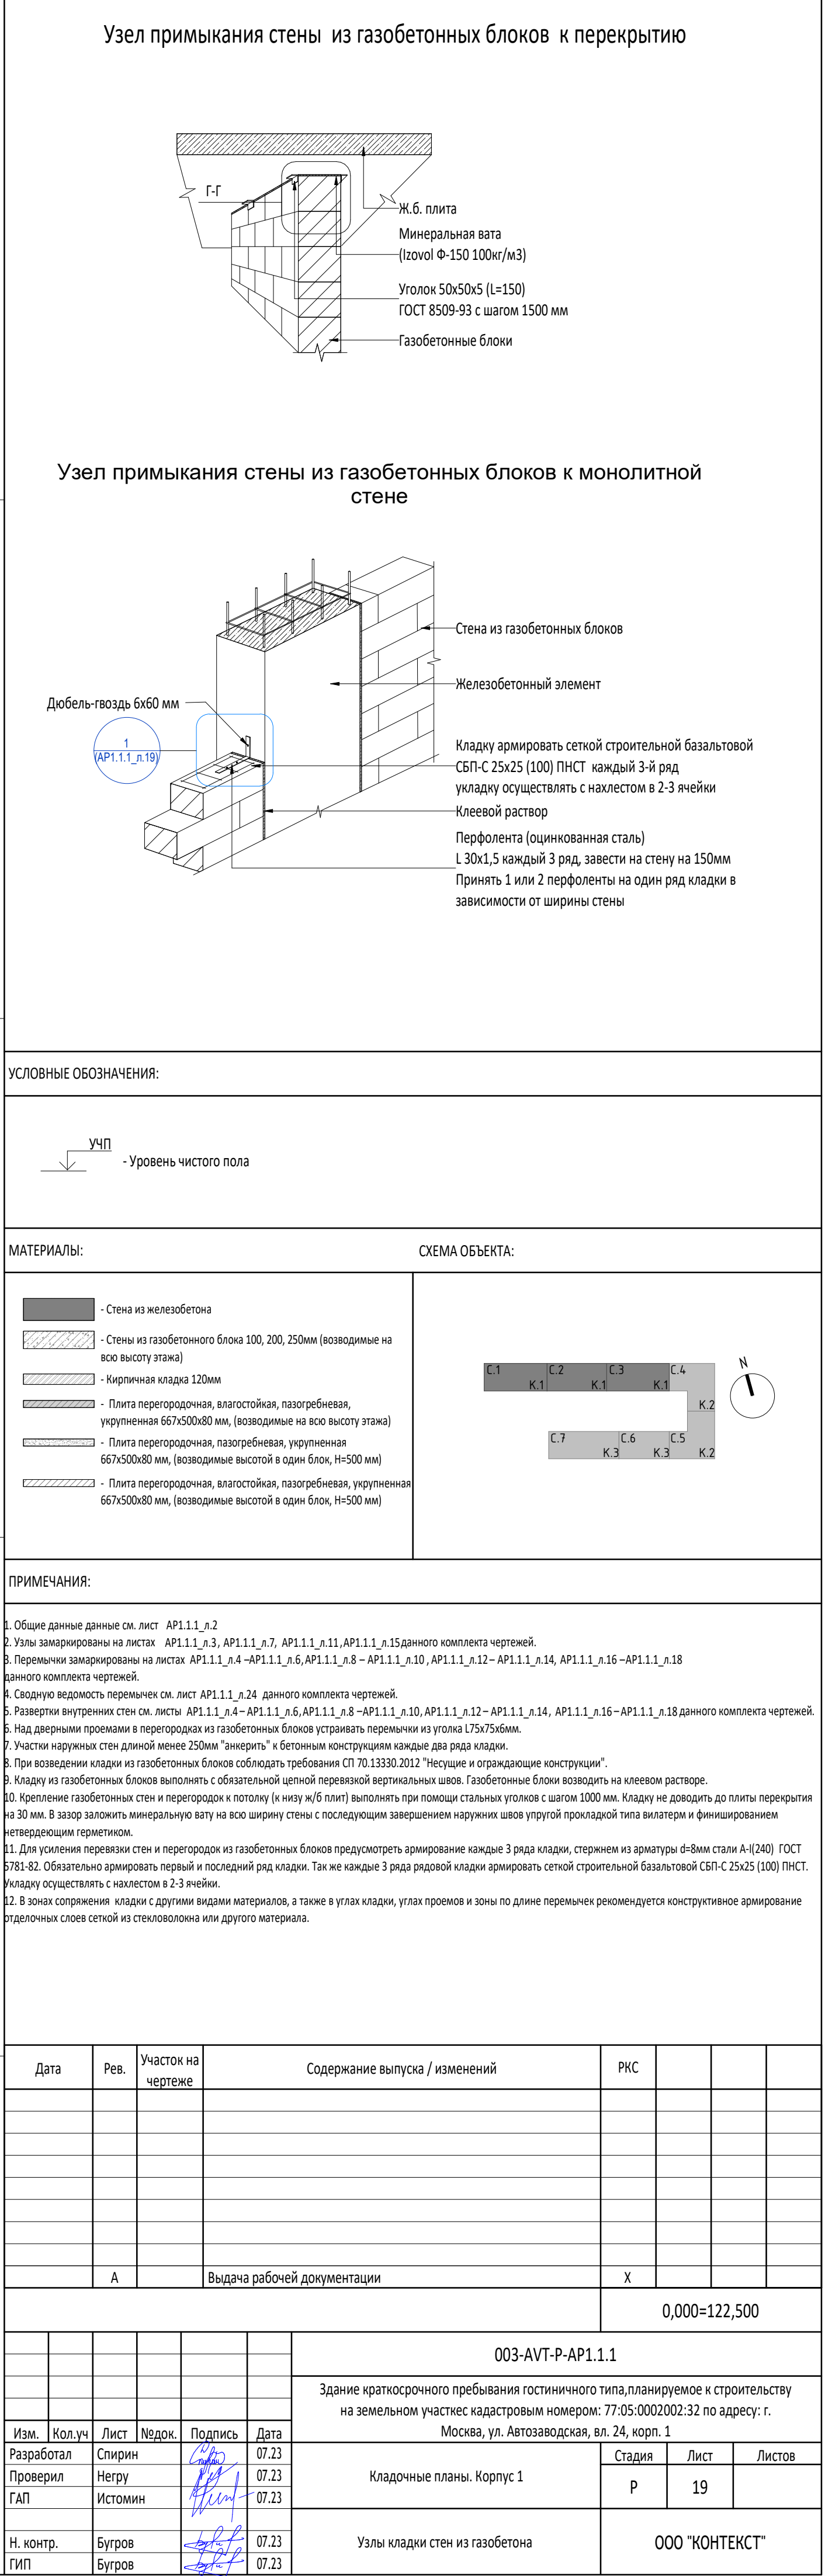 Узел примыкания стены из газобетонных блоков к перекрытию
Г-Г
Ж.б. плита
Минеральная вата
(Izovol Ф-150 100кг/м3)
Уголок 50х50х5 (L=150)
ГОСТ 8509-93 с шагом 1500 мм
Газобетонные блоки
Узел примыкания стены из газобетонных блоков к монолитной
стене
Стена из газобетонных блоков
Железобетонный элемент
Дюбель-гвоздь 6х60 мм
1
(АР1.1.1_л.19)
Кладку армировать сеткой строительной базальтовой
СБП-С 25х25 (100) ПНСТ каждый 3-й ряд
укладку осуществлять с нахлестом в 2-3 ячейки
Клеевой раствор
Перфолента (оцинкованная сталь)
L 30х1,5 каждый 3 ряд, завести на стену на 150мм
Принять 1 или 2 перфоленты на один ряд кладки в
зависимости от ширины стены
УСЛОВНЫЕ ОБОЗНАЧЕНИЯ:
УЧП
- Уровень чистого пола
МАТЕРИАЛЫ:
СХЕМА ОБЪЕКТА:
- Стена из железобетона
- Стены из газобетонного блока 100, 200, 250мм (возводимые на
всю высоту этажа)
- Кирпичная кладка 120мм
- Плита перегородочная, влагостойкая, пазогребневая,
укрупненная 667х500х80 мм, (возводимые на всю высоту этажа)
- Плита перегородочная, пазогребневая, укрупненная
667х500х80 мм, (возводимые высотой в один блок, Н=500 мм)
- Плита перегородочная, влагостойкая, пазогребневая, укрупненная
667х500х80 мм, (возводимые высотой в один блок, Н=500 мм)
С.1 С.2 С.3 С.4
К.1 К.1 К.1
К.2
С.7 С.6 С.5
К.3 К.3 К.2
N
ПРИМЕЧАНИЯ:
1. Общие данные данные см. лист АР1.1.1_л.2
2. Узлы замаркированы на листах АР1.1.1_л.3, АР1.1.1_л.7, АР1.1.1_л.11, АР1.1.1_л.15 данного комплекта чертежей.
3. Перемычки замаркированы на листах АР1.1.1_л.4 –АР1.1.1_л.6, АР1.1.1_л.8 – АР1.1.1_л.10 , АР1.1.1_л.12 – АР1.1.1_л.14, АР1.1.1_л.16 –АР1.1.1_л.18
данного комплекта чертежей.
4. Сводную ведомость перемычек см. лист АР1.1.1_л.24 данного комплекта чертежей.
5. Развертки внутренних стен см. листы АР1.1.1_л.4 – АР1.1.1_л.6, АР1.1.1_л.8 –АР1.1.1_л.10, АР1.1.1_л.12 – АР1.1.1_л.14 , АР1.1.1_л.16 – АР1.1.1_л.18 данного комплекта чертежей.
6. Над дверными проемами в перегородках из газобетонных блоков устраивать перемычки из уголка L75х75х6мм.
7. Участки наружных стен длиной менее 250мм "анкерить" к бетонным конструкциям каждые два ряда кладки.
8. При возведении кладки из газобетонных блоков соблюдать требования СП 70.13330.2012 "Несущие и ограждающие конструкции".
9. Кладку из газобетонных блоков выполнять с обязательной цепной перевязкой вертикальных швов. Газобетонные блоки возводить на клеевом растворе.
10. Крепление газобетонных стен и перегородок к потолку (к низу ж/б плит) выполнять при помощи стальных уголков с шагом 1000 мм. Кладку не доводить до плиты перекрытия
на 30 мм. В зазор заложить минеральную вату на всю ширину стены с последующим завершением наружных швов упругой прокладкой типа вилатерм и финишированием
нетвердеющим герметиком.
11. Для усиления перевязки стен и перегородок из газобетонных блоков предусмотреть армирование каждые 3 ряда кладки, стержнем из арматуры d=8мм стали А-I(240) ГОСТ
5781-82. Обязательно армировать первый и последний ряд кладки. Так же каждые 3 ряда рядовой кладки армировать сеткой строительной базальтовой СБП-С 25х25 (100) ПНСТ.
Укладку осуществлять с нахлестом в 2-3 ячейки.
12. В зонах сопряжения кладки с другими видами материалов, а также в углах кладки, углах проемов и зоны по длине перемычек рекомендуется конструктивное армирование
отделочных слоев сеткой из стекловолокна или другого материала.
Дата Рев. Участок на чертеже Содержание выпуска / изменений РКС
А Выдача рабочей документации Х
0,000=122,500
003-AVT-P-АР1.1.1
Здание краткосрочного пребывания гостиничного типа,планируемое к строительству
на земельном участкес кадастровым номером: 77:05:0002002:32 по адресу: г.
Москва, ул. Автозаводская, вл. 24, корп. 1
Изм. Кол.уч Лист №док. Подпись Дата
Разработал Спирин 07.23
Проверил Негру 07.23
ГАП Истомин 07.23
Н. контр. Бугров 07.23
ГИП Бугров 07.23
Кладочные планы. Корпус 1
Стадия Лист Листов
Р 19
Узлы кладки стен из газобетона
ООО "КОНТЕКСТ"